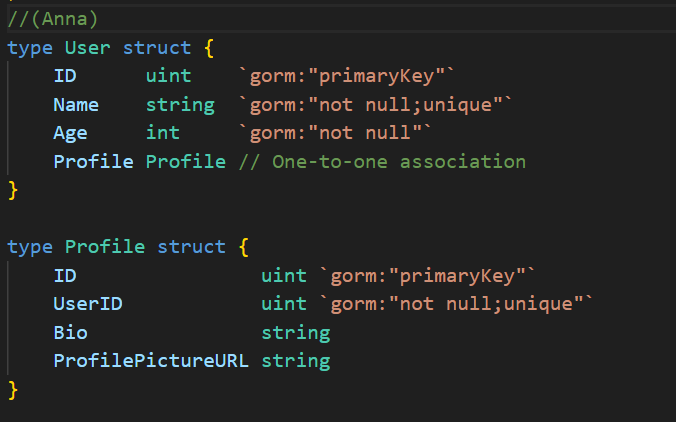 //(Anna)
type User struct {
    ID      uint    `gorm:"primaryKey"`
    Name    string  `gorm:"not null;unique"`
    Age     int     `gorm:"not null"`
    Profile Profile // One-to-one association
}

type Profile struct {
    ID                uint `gorm:"primaryKey"`
    UserID            uint `gorm:"not null;unique"`
    Bio               string
    ProfilePictureURL string
}